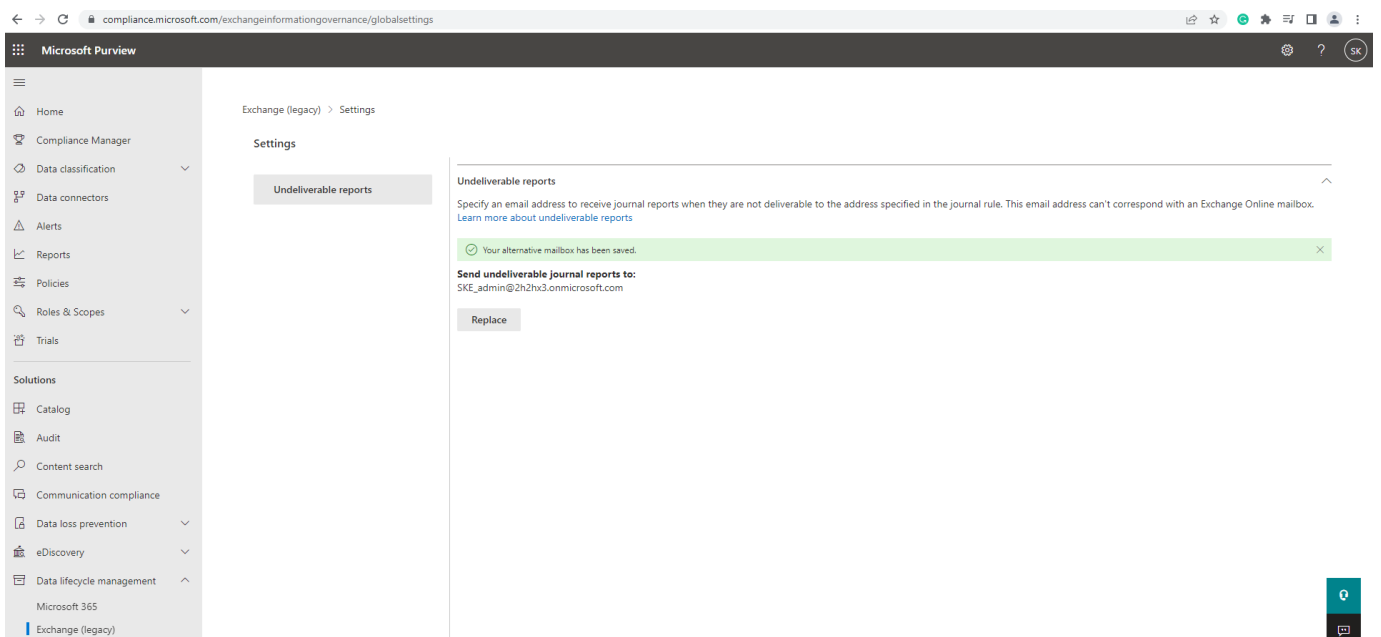 compliance.microsoft.com/exchangeinformationgovernance/globalsettings
Microsoft Purview
SK
Home
Compliance Manager
Data classification
Data connectors
Alerts
Reports
Policies
Roles & Scopes
Trials
Solutions
Catalog
Audit
Content search
Communication compliance
Data loss prevention
eDiscovery
Data lifecycle management
Microsoft 365
Exchange (legacy)
Exchange (legacy) > Settings
Settings
Undeliverable reports
Undeliverable reports
Specify an email address to receive journal reports when they are not deliverable to the address specified in the journal rule. This email address can't correspond with an Exchange Online mailbox.
Learn more about undeliverable reports
Your alternative mailbox has been saved.
Send undeliverable journal reports to:
SKE_admin@2h2hx3.onmicrosoft.com
Replace